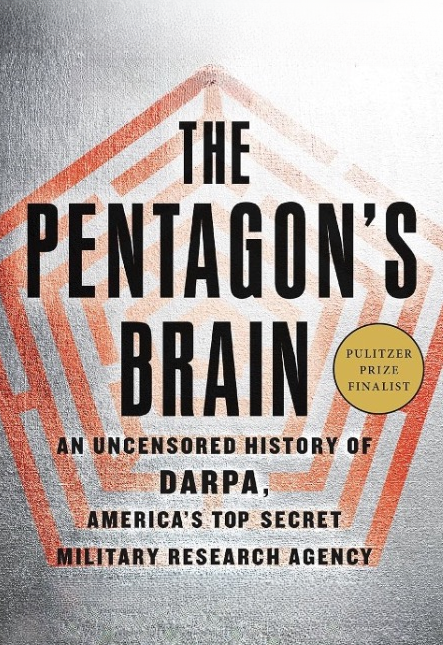 THE
PENTAGON'S
BRAIN
PULITZER
PRIZE
FINALIST
AN UNCENSORED HISTORY OF
DARPA,
AMERICA'S TOP SECRET
MILITARY RESEARCH AGENCY